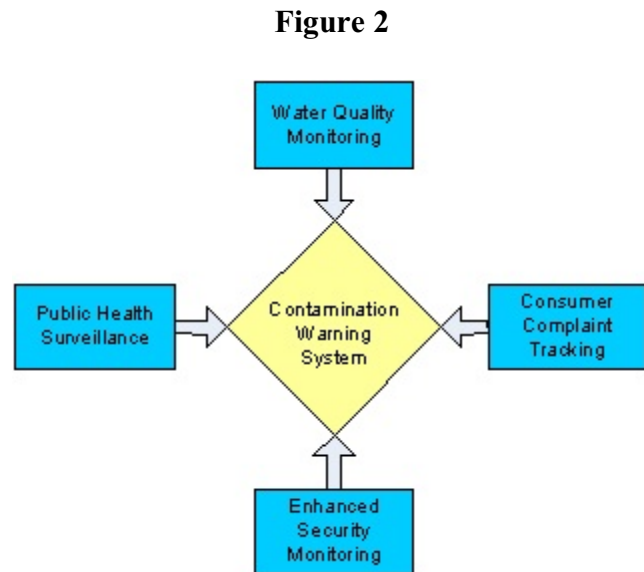 Figure 2
Water Quality
Monitoring
Public Health
Surveillance
Contamination
Warning
System
Consumer
Complaint
Tracking
Enhanced
Security
Monitoring